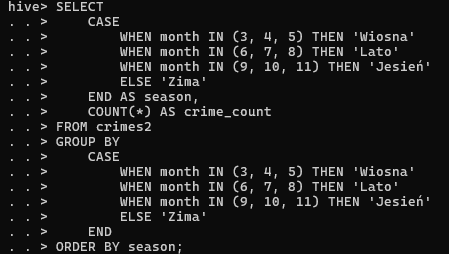 hive> SELECT
. . >     CASE
. . >         WHEN month IN (3, 4, 5) THEN 'Wiosna'
. . >         WHEN month IN (6, 7, 8) THEN 'Lato'
. . >         WHEN month IN (9, 10, 11) THEN 'Jesień'
. . >         ELSE 'Zima'
. . >     END AS season,
. . >     COUNT(*) AS crime_count
. . > FROM crimes2
. . > GROUP BY
. . >     CASE
. . >         WHEN month IN (3, 4, 5) THEN 'Wiosna'
. . >         WHEN month IN (6, 7, 8) THEN 'Lato'
. . >         WHEN month IN (9, 10, 11) THEN 'Jesień'
. . >         ELSE 'Zima'
. . >     END
. . > ORDER BY season;